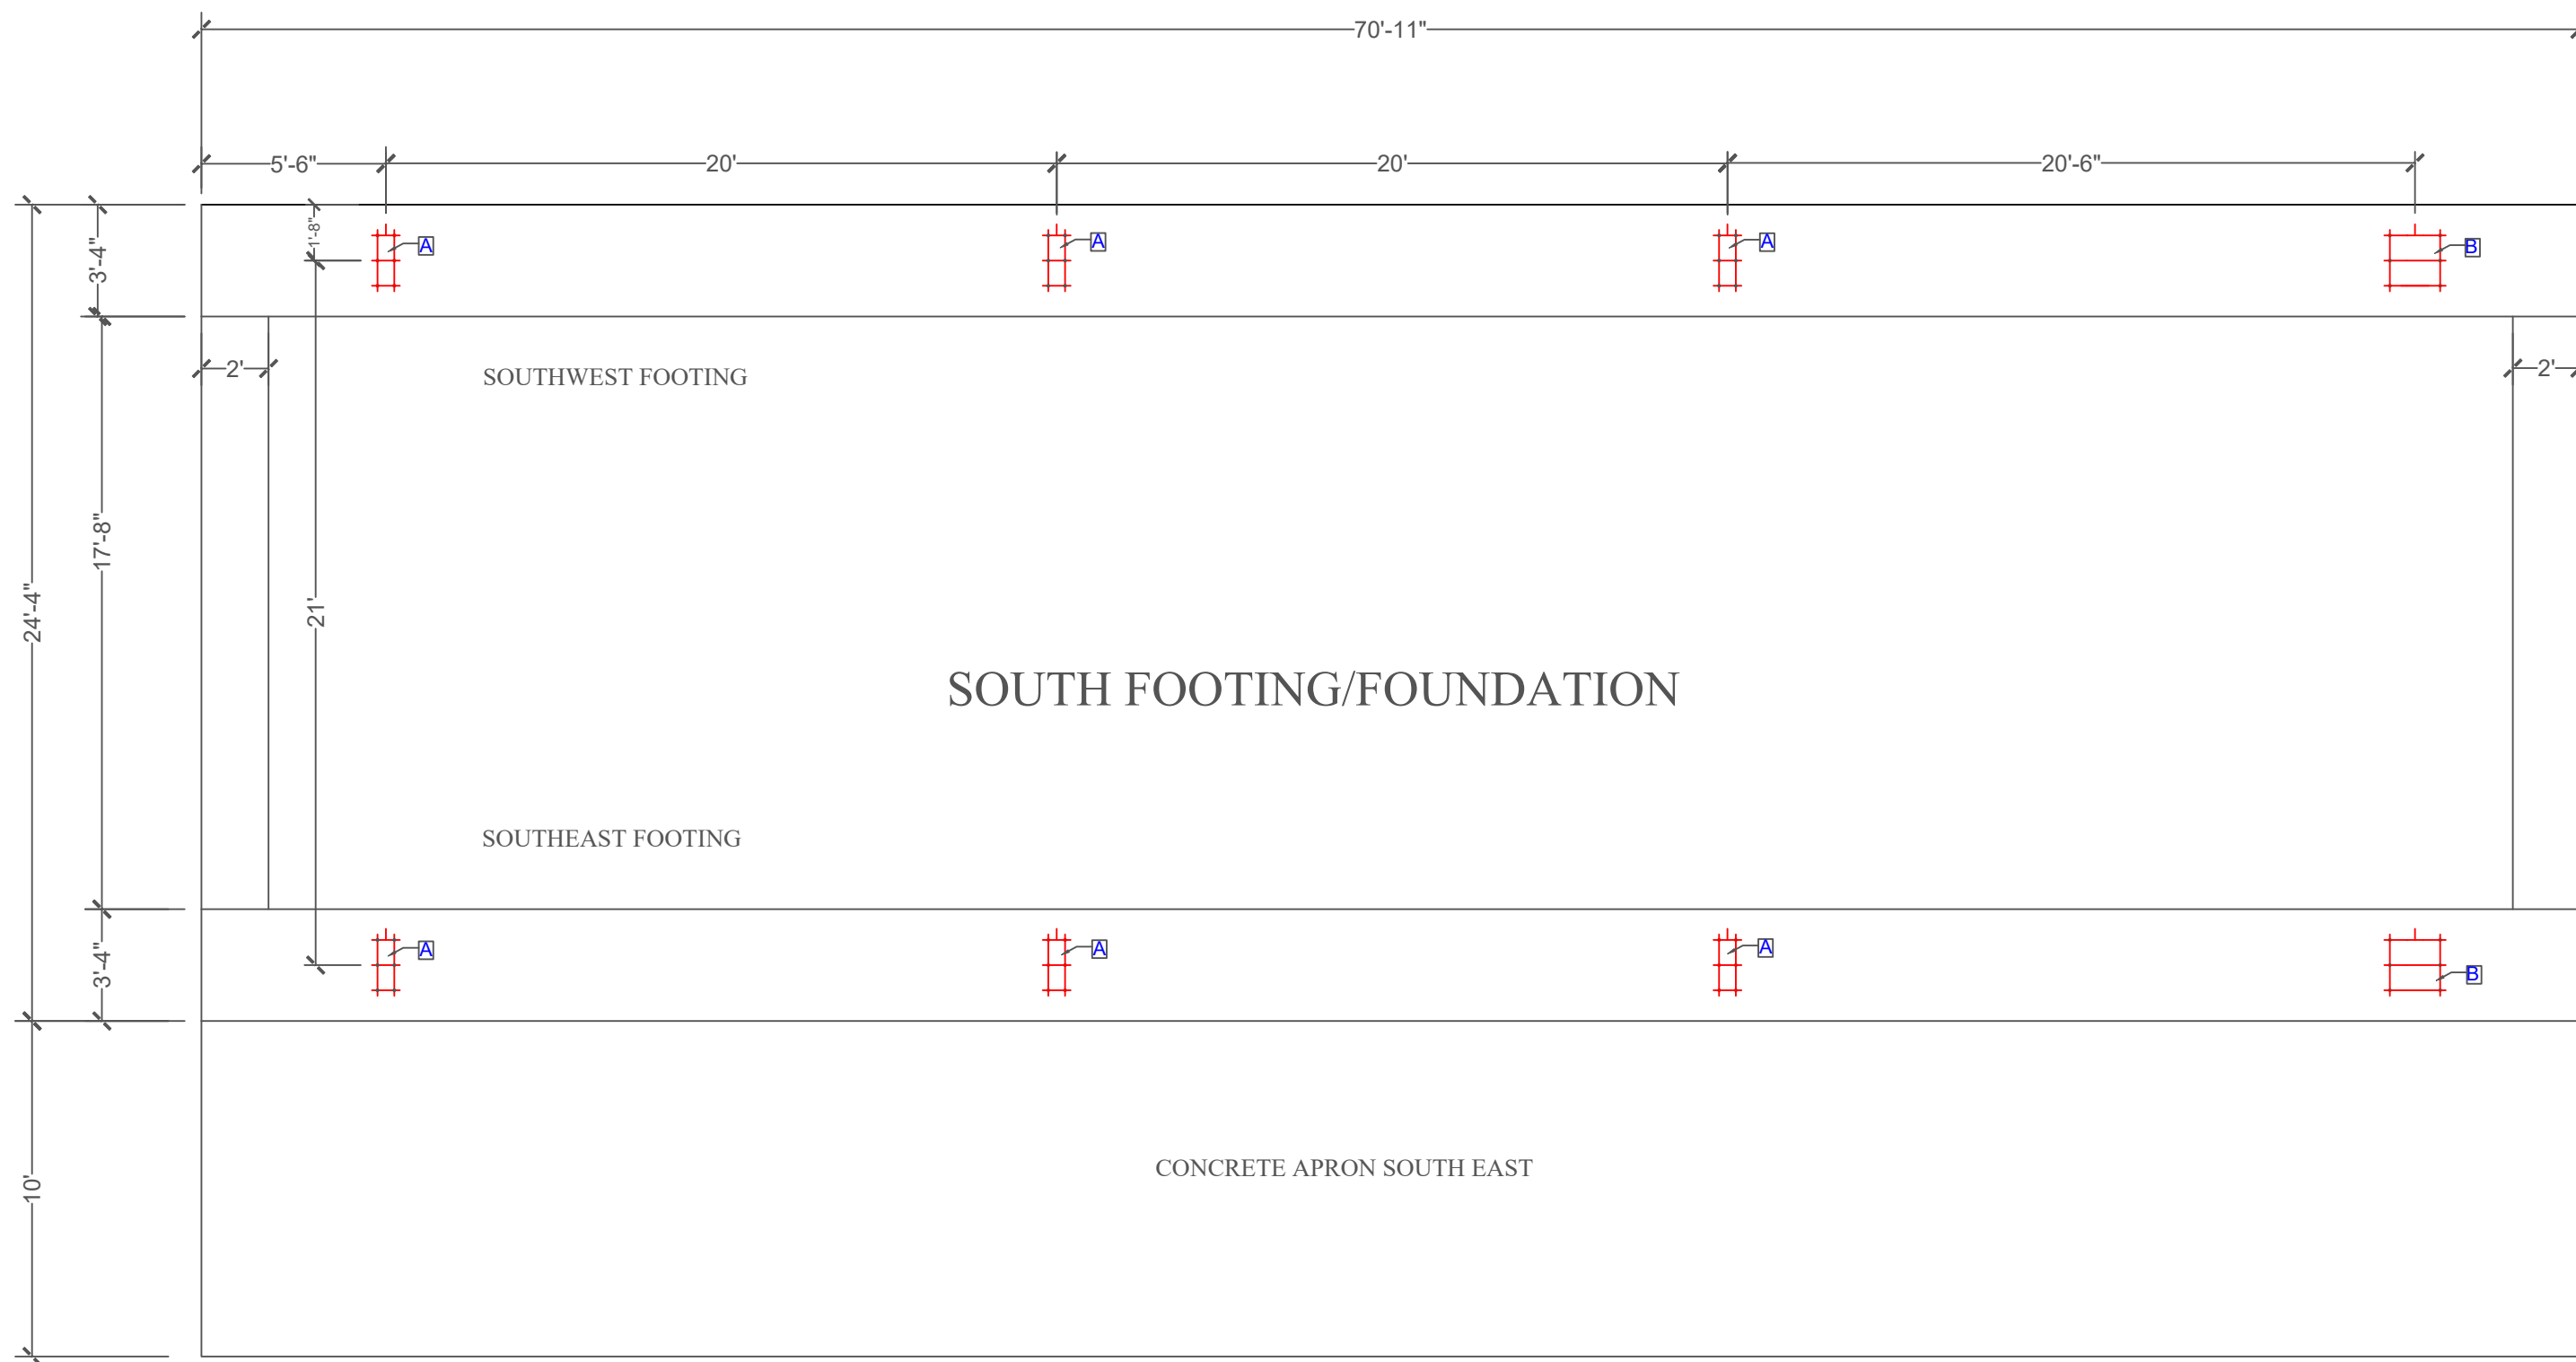 70'-11"
5'-6"
20'
20'
20'-6"
1'-8"
3'-4"
A
A
A
B
2'
2'
SOUTHWEST FOOTING
17'-8"
24'-4"
21'
SOUTH FOOTING/FOUNDATION
SOUTHEAST FOOTING
3'-4"
A
A
A
B
CONCRETE APRON SOUTH EAST
10'